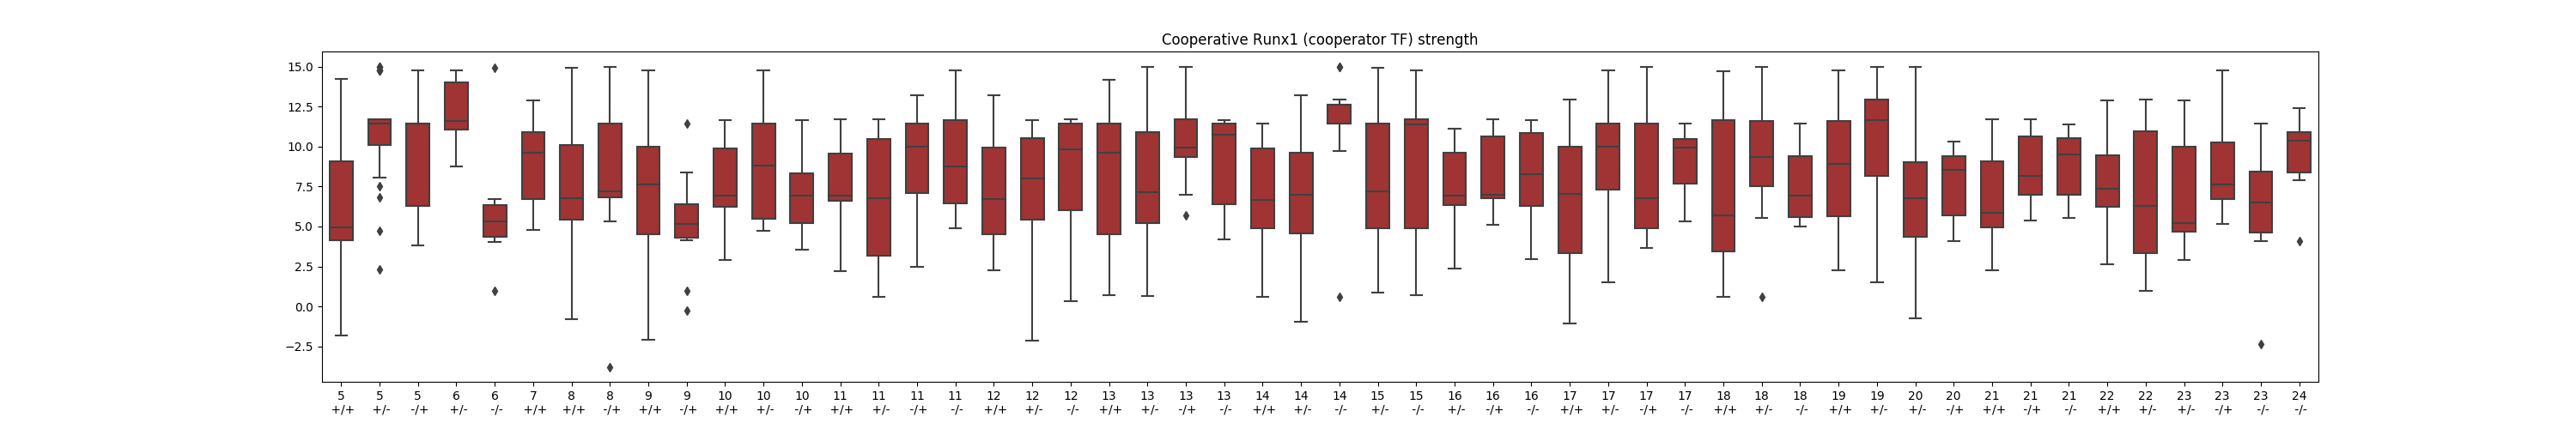 Cooperative Runx1 (cooperator TF) strength
15.0
12.5
10.0
7.5
5.0
2.5
0.0
−2.5
5 5 5 6 6 7 8 8 9 9 10 10 10 11 11 11 11 12 12 12 13 13 13 13 14 14 14 15 15 16 16 16 17 17 17 17 18 18 18 19 19 20 20 21 21 21 22 22 23 23 23 24
+/+ +/- -/+ +/- -/- +/+ +/+ -/+ +/+ -/+ +/+ +/- -/+ +/+ +/- -/+ -/- +/+ +/- -/- +/+ +/- -/+ -/- +/+ +/- -/- +/- -/- +/- -/+ -/- +/+ +/- -/+ -/- +/+ +/- -/- +/+ +/- +/- -/+ +/+ -/+ -/- +/+ +/- +/- -/+ -/- -/-